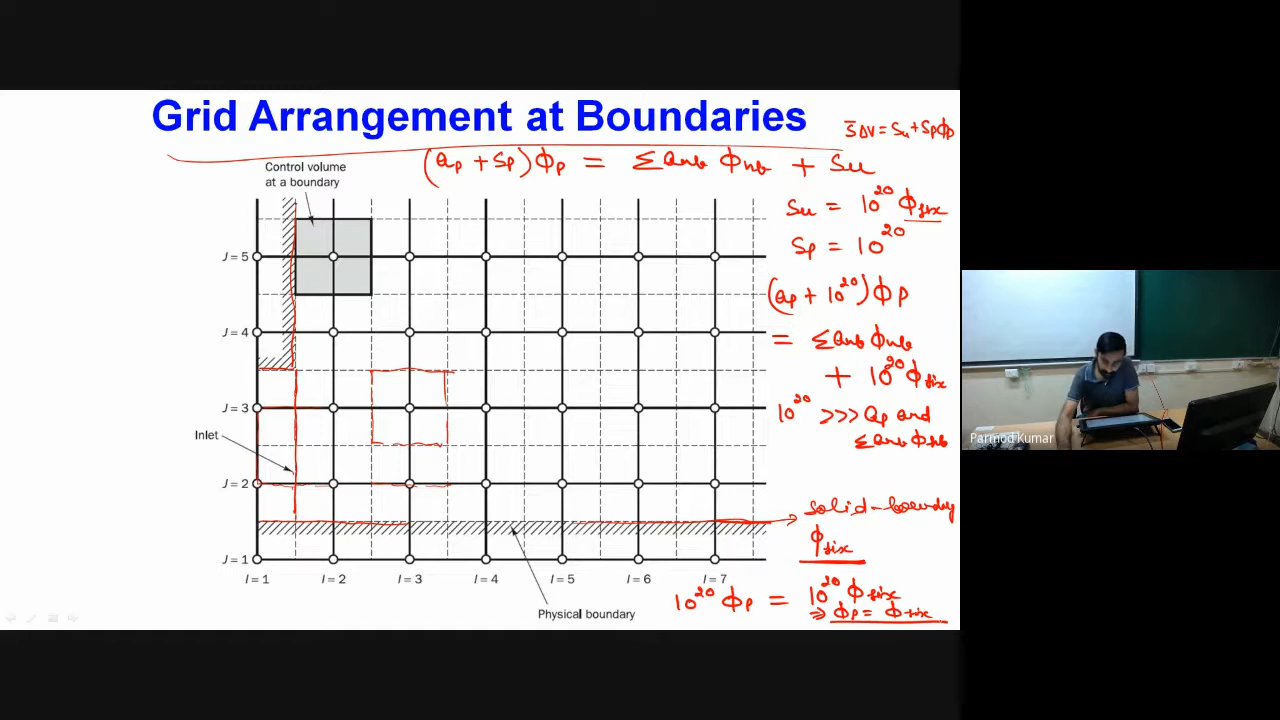 Grid Arrangement at Boundaries
S̄ΔV = Su + SpΦp
(ap + Sp)Φp = Σanb Φnb + Su
Control volume
at a boundary
Su = 10^20 Φfix
Sp = 10^20
J = 5
(ap + 10^20) Φp
J = 4
= Σanb Φnb
+ 10^20 Φfix
J = 3
10^20 >>> ap and
Σanb Φnb
Inlet
Parmod Kumar
J = 2
solid-boundary
Φfix
J = 1
I = 1 I = 2 I = 3 I = 4 I = 5 I = 6 I = 7
Physical boundary
10^20 Φp = 10^20 Φfix
⇒ Φp = Φfix